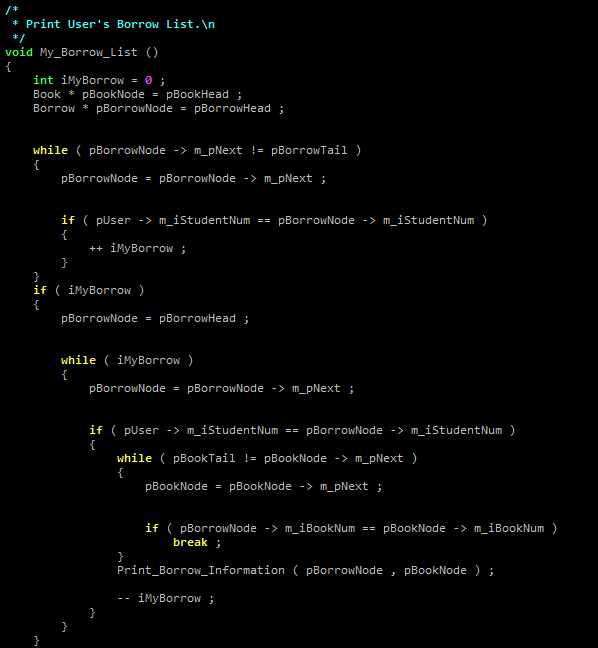 /*
 * Print User's Borrow List.\n
 */
void My_Borrow_List ()
{
    int iMyBorrow = 0 ;
    Book * pBookNode = pBookHead ;
    Borrow * pBorrowNode = pBorrowHead ;
    while ( pBorrowNode -> m_pNext != pBorrowTail )
    {
        pBorrowNode = pBorrowNode -> m_pNext ;
        if ( pUser -> m_iStudentNum == pBorrowNode -> m_iStudentNum )
        {
            ++ iMyBorrow ;
        }
    }
    if ( iMyBorrow )
    {
        pBorrowNode = pBorrowHead ;
        while ( iMyBorrow )
        {
            pBorrowNode = pBorrowNode -> m_pNext ;
            if ( pUser -> m_iStudentNum == pBorrowNode -> m_iStudentNum )
            {
                while ( pBookTail != pBookNode -> m_pNext )
                {
                    pBookNode = pBookNode -> m_pNext ;
                    if ( pBorrowNode -> m_iBookNum == pBookNode -> m_iBookNum )
                        break ;
                }
                Print_Borrow_Information ( pBorrowNode , pBookNode ) ;
                -- iMyBorrow ;
            }
        }
    }